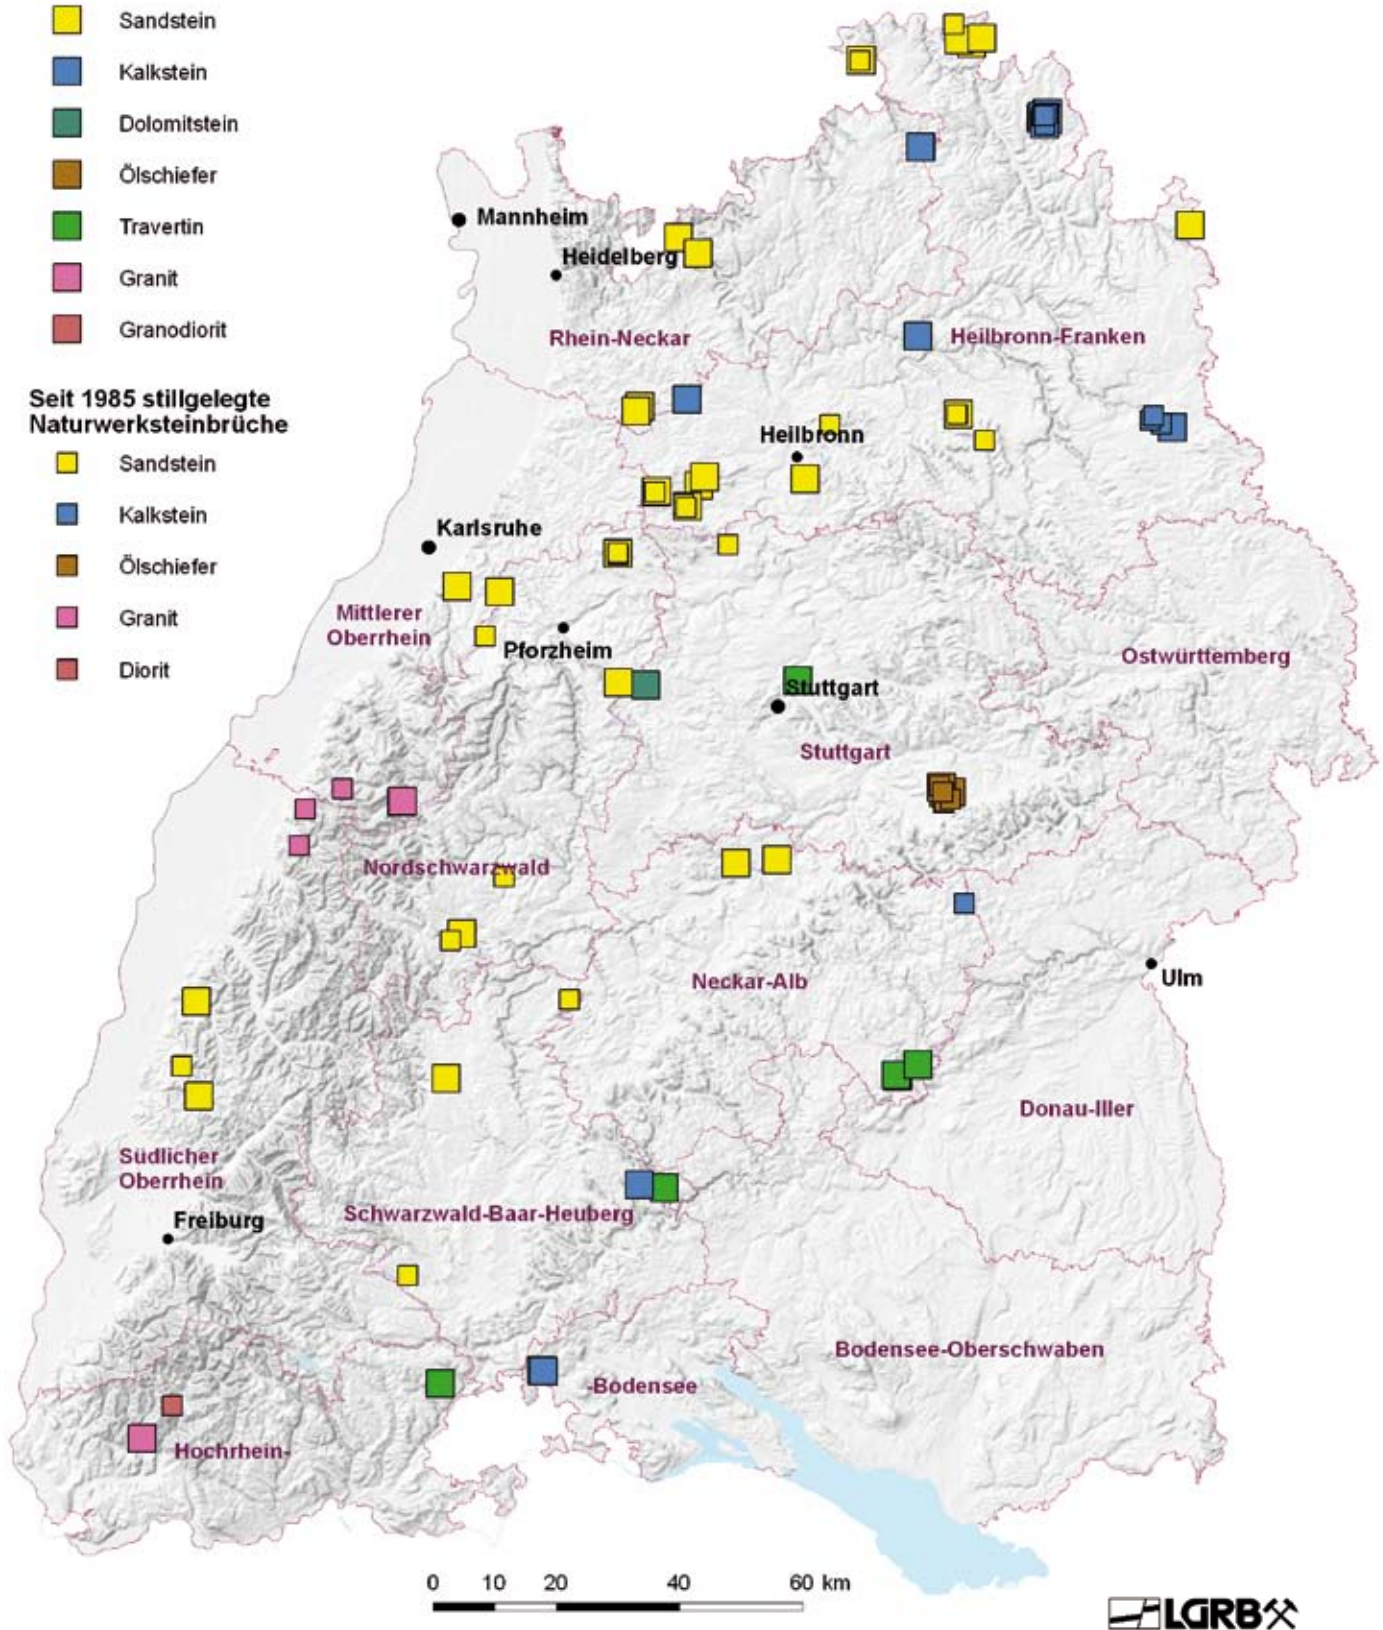 Sandstein
Kalkstein
Dolomitstein
Ölschiefer
Travertin
Granit
Granodiorit
Seit 1985 stillgelegte
Naturwerksteinbrüche
Sandstein
Kalkstein
Ölschiefer
Granit
Diorit
Mannheim
Heidelberg
Rhein-Neckar
Heilbronn-Franken
Heilbronn
Karlsruhe
Mittlerer
Oberrhein
Pforzheim
Ostwürttemberg
Stuttgart
Stuttgart
Nordschwarzwald
Neckar-Alb
Ulm
Donau-Iller
Südlicher
Oberrhein
Schwarzwald-Baar-Heuberg
Freiburg
Bodensee-Oberschwaben
-Bodensee
Hochrhein-
0 10 20 40 60 km
LGRB